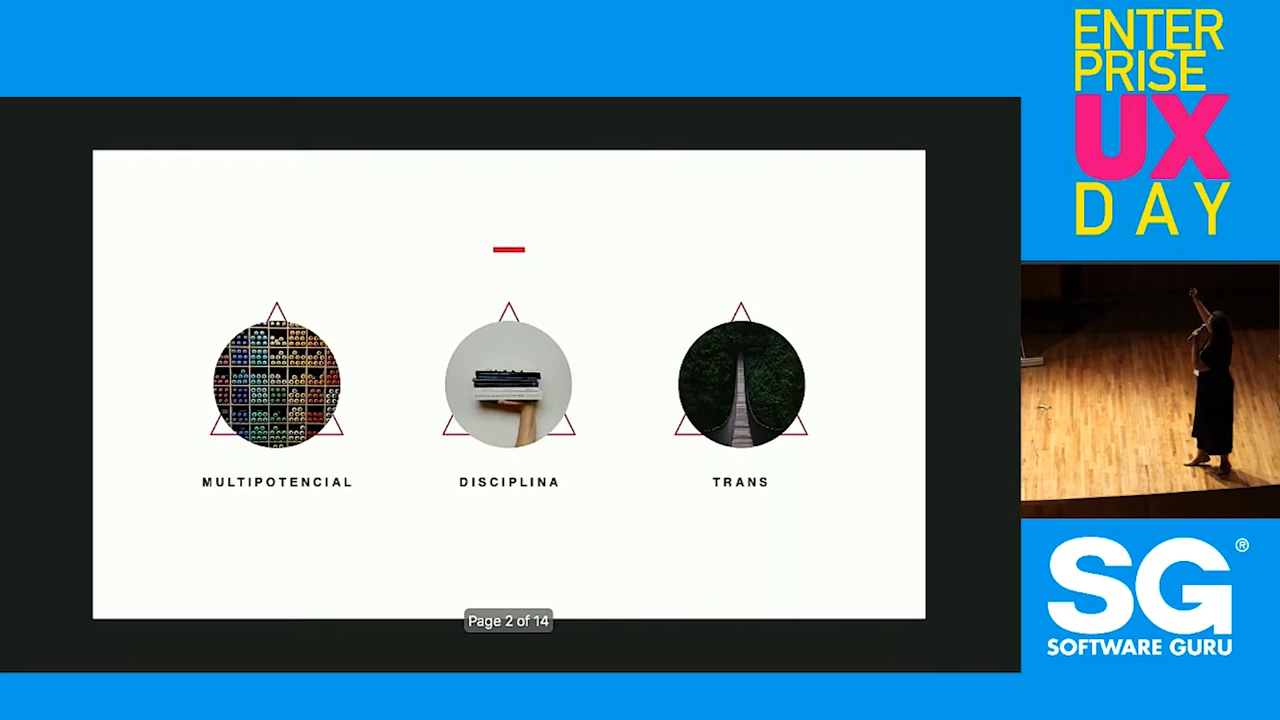 ENTER
PRISE
UX
DAY
MULTIPOTENCIAL
DISCIPLINA
TRANS
Page 2 of 14
SG®
SOFTWARE GURU